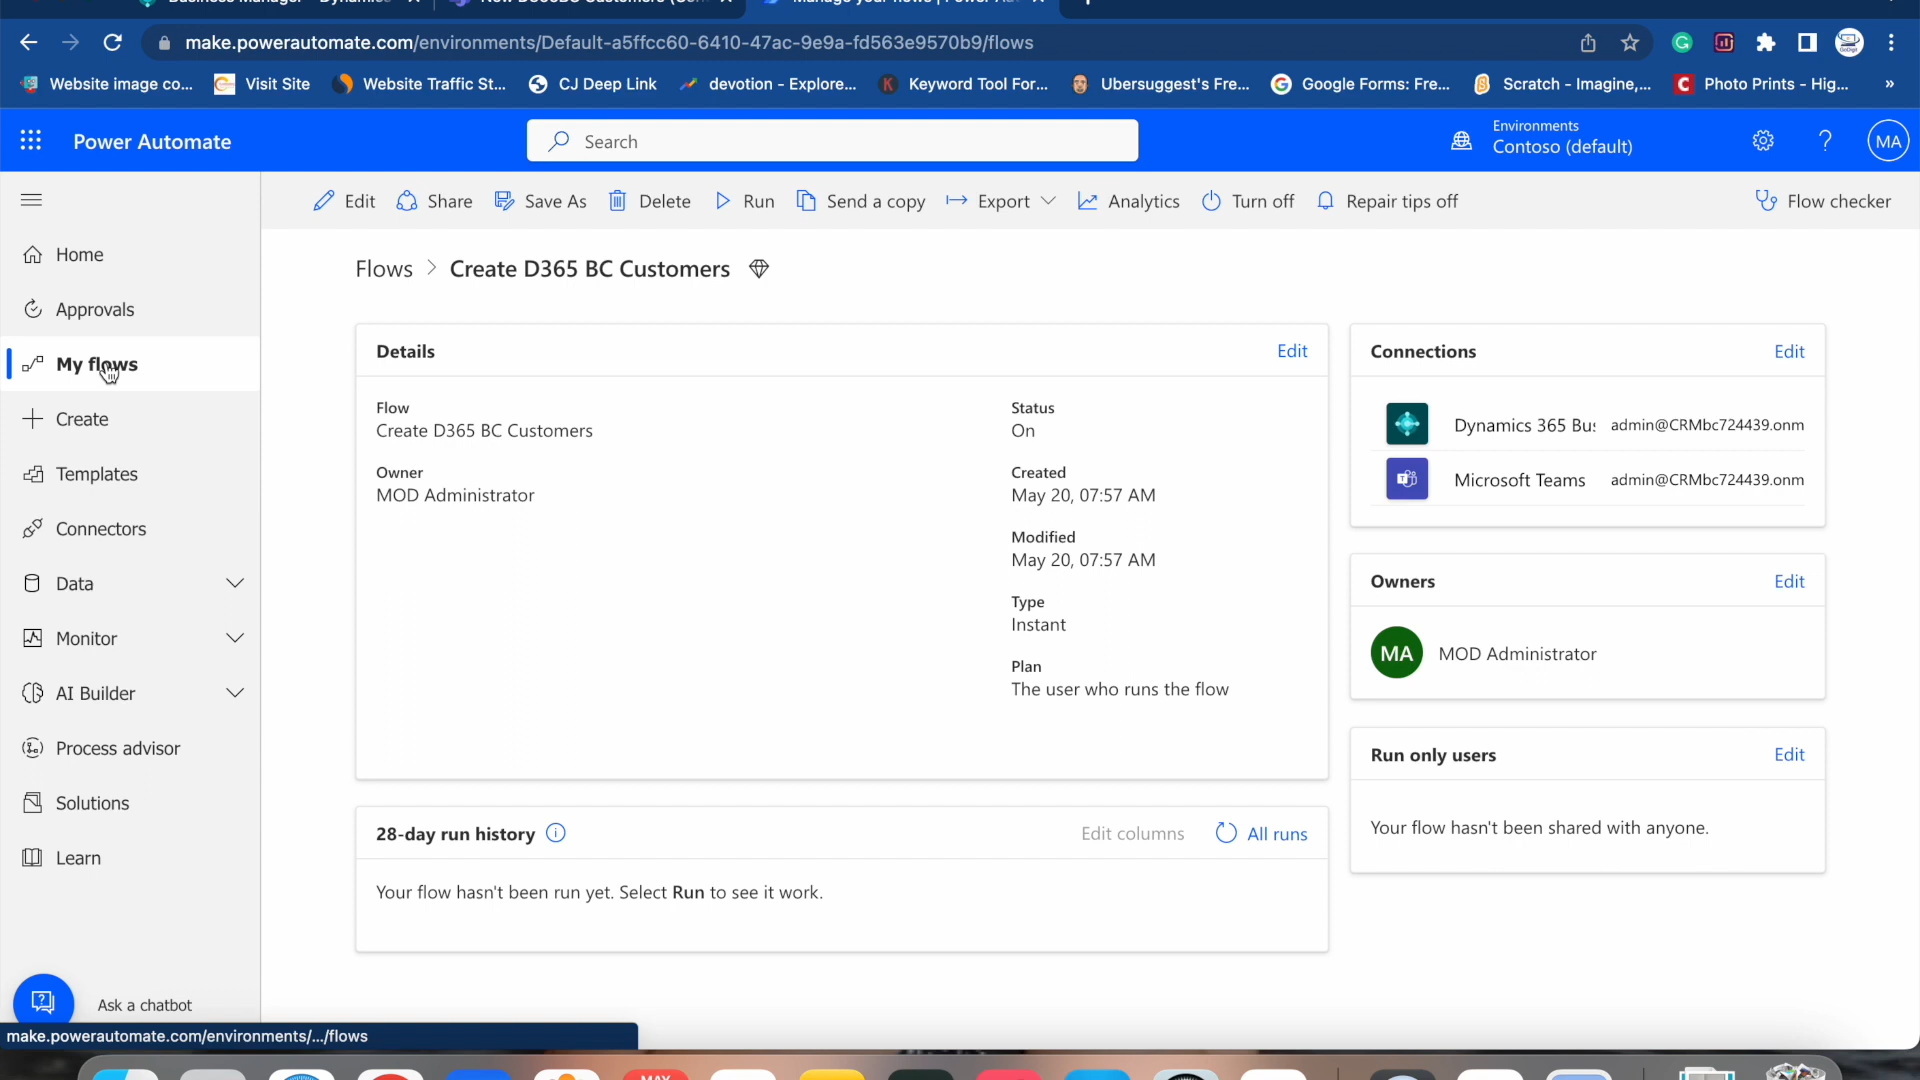 make.powerautomate.com/environments/Default-a5ffcc60-6410-47ac-9e9a-fd563e9570b9/flows
Website image co...
Visit Site
Website Traffic St...
CJ Deep Link
devotion - Explore...
Keyword Tool For...
Ubersuggest's Fre...
Google Forms: Fre...
Scratch - Imagine,...
Photo Prints - Hig...
»
Power Automate
Search
Environments
Contoso (default)
MA
Edit
Share
Save As
Delete
Run
Send a copy
Export
Analytics
Turn off
Repair tips off
Flow checker
Home
Approvals
My flows
Create
Templates
Connectors
Data
Monitor
AI Builder
Process advisor
Solutions
Learn
Ask a chatbot
make.powerautomate.com/environments/.../flows
Flows > Create D365 BC Customers
Details
Edit
Flow
Create D365 BC Customers
Owner
MOD Administrator
Status
On
Created
May 20, 07:57 AM
Modified
May 20, 07:57 AM
Type
Instant
Plan
The user who runs the flow
28-day run history
Edit columns
All runs
Your flow hasn't been run yet. Select Run to see it work.
Connections
Edit
Dynamics 365 Bus admin@CRMbc724439.onm
Microsoft Teams admin@CRMbc724439.onm
Owners
Edit
MA
MOD Administrator
Run only users
Edit
Your flow hasn't been shared with anyone.